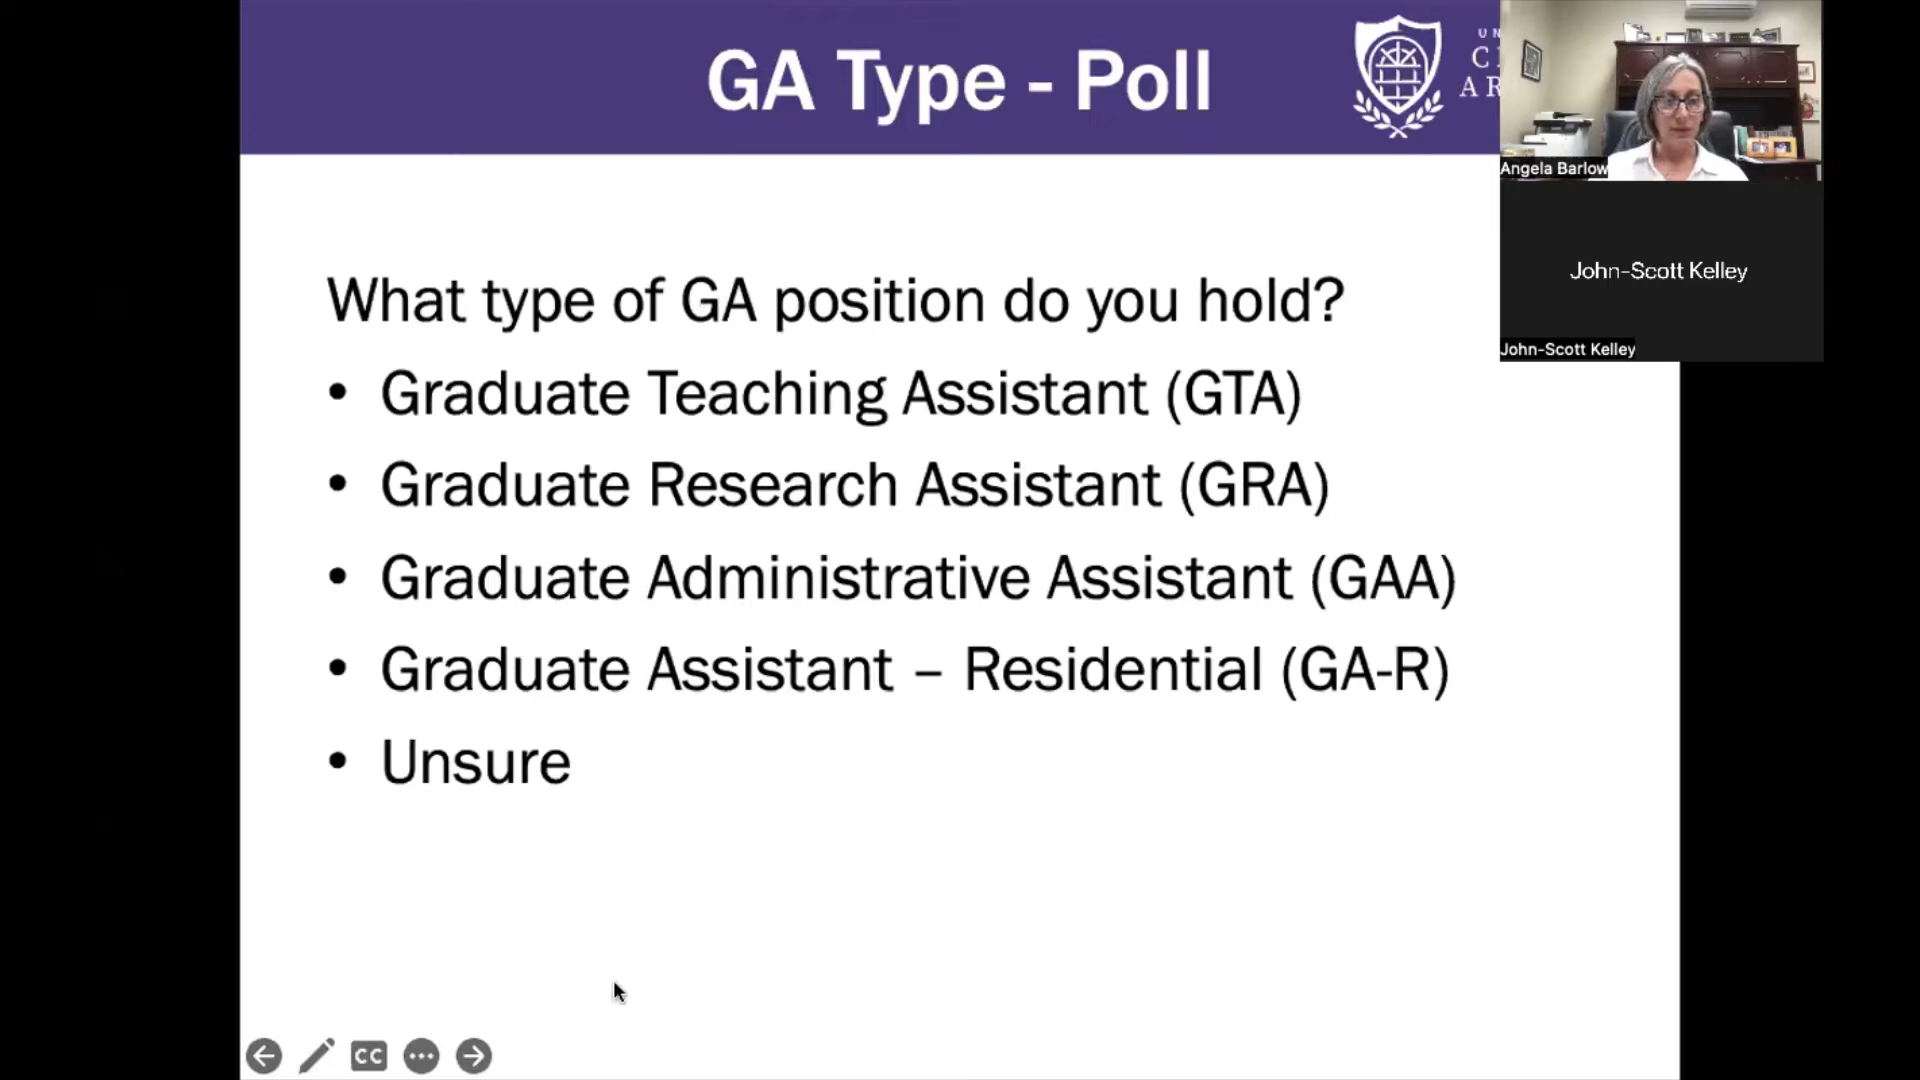 GA Type - Poll
What type of GA position do you hold?
• Graduate Teaching Assistant (GTA)
• Graduate Research Assistant (GRA)
• Graduate Administrative Assistant (GAA)
• Graduate Assistant – Residential (GA-R)
• Unsure
Angela Barlow
John-Scott Kelley
John-Scott Kelley
CC